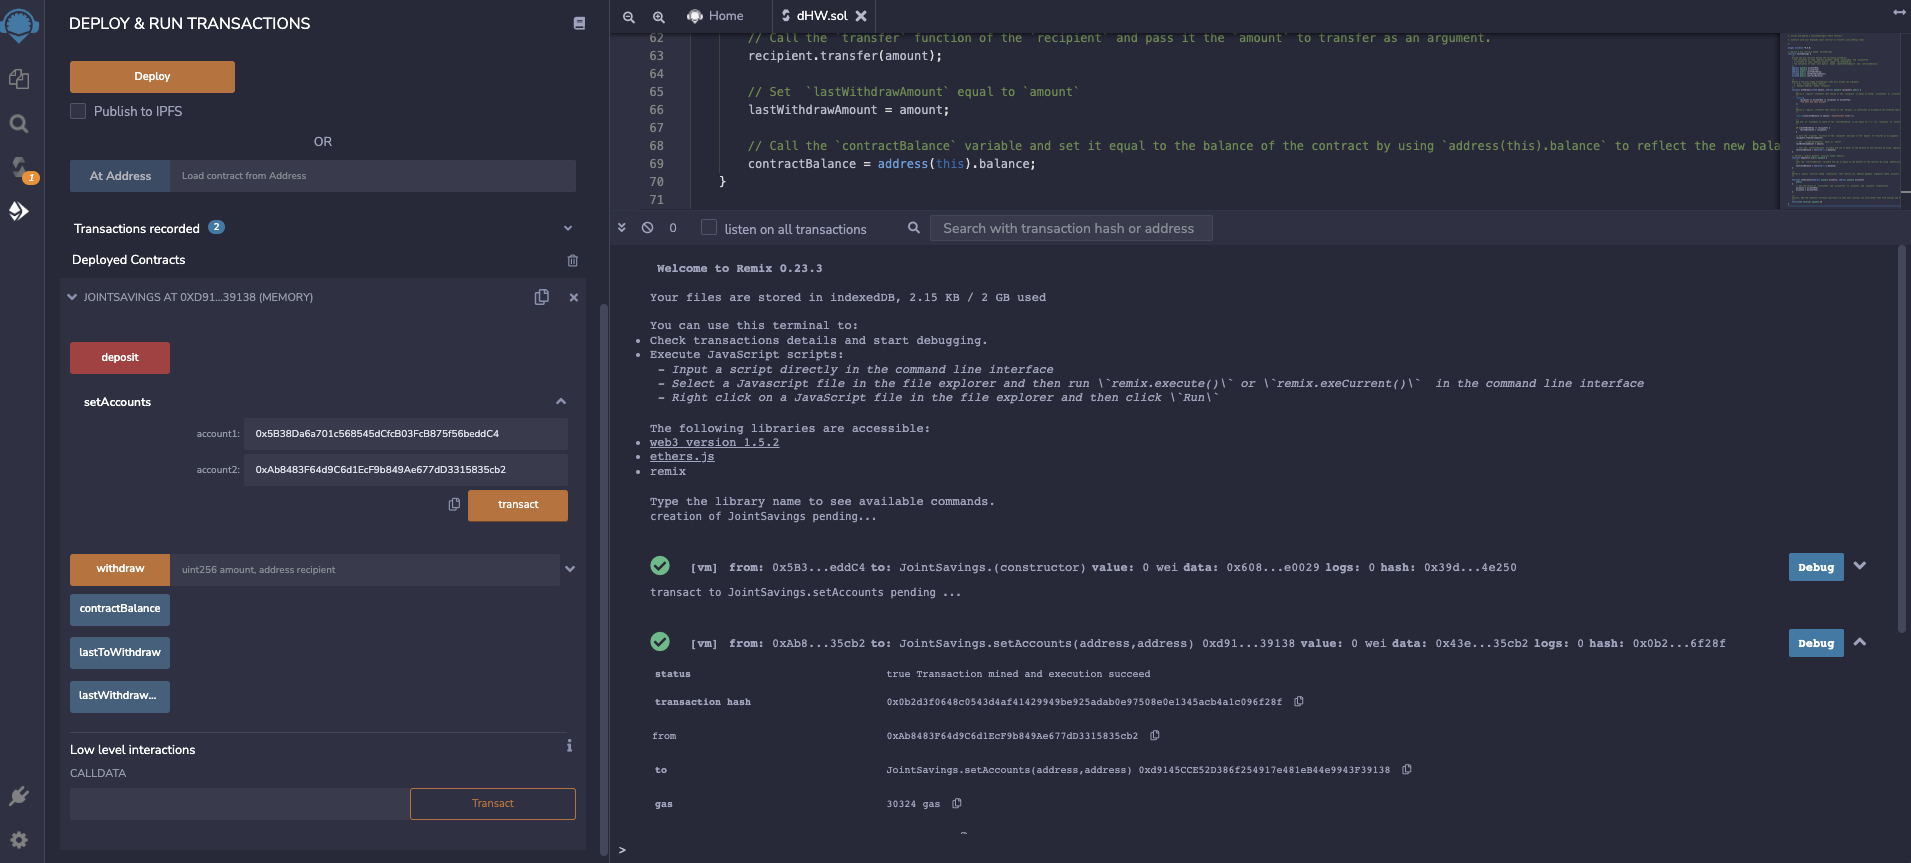 DEPLOY & RUN TRANSACTIONS
Deploy
Publish to IPFS
OR
At Address
Load contract from Address
1
Transactions recorded 2
Deployed Contracts
JOINTSAVINGS AT 0XD91...39138 (MEMORY)
deposit
setAccounts
account1: 0x5B38Da6a701c568545dCfcB03FcB875f56beddC4
account2: 0xAb8483F64d9C6d1EcF9b849Ae677dD3315835cb2
transact
withdraw
uint256 amount, address recipient
contractBalance
lastToWithdraw
lastWithdraw...
Low level interactions
CALLDATA
Transact
Home
dHW.sol
62 // Call the `transfer` function of the `recipient` and pass it the `amount` to transfer as an argument.
63 recipient.transfer(amount);
64
65 // Set  `lastWithdrawAmount` equal to `amount`
66 lastWithdrawAmount = amount;
67
68 // Call the `contractBalance` variable and set it equal to the balance of the contract by using `address(this).balance` to reflect the new bala
69 contractBalance = address(this).balance;
70 }
71
0
listen on all transactions
Search with transaction hash or address
Welcome to Remix 0.23.3
Your files are stored in indexedDB, 2.15 KB / 2 GB used
You can use this terminal to:
• Check transactions details and start debugging.
• Execute JavaScript scripts:
- Input a script directly in the command line interface
- Select a Javascript file in the file explorer and then run \`remix.execute()\` or \`remix.exeCurrent()\`  in the command line interface
- Right click on a JavaScript file in the file explorer and then click \`Run\`
The following libraries are accessible:
• web3 version 1.5.2
• ethers.js
• remix
Type the library name to see available commands.
creation of JointSavings pending...
[vm] from: 0x5B3...eddC4 to: JointSavings.(constructor) value: 0 wei data: 0x608...e0029 logs: 0 hash: 0x39d...4e250
Debug
transact to JointSavings.setAccounts pending ...
[vm] from: 0xAb8...35cb2 to: JointSavings.setAccounts(address,address) 0xd91...39138 value: 0 wei data: 0x43e...35cb2 logs: 0 hash: 0x0b2...6f28f
Debug
status true Transaction mined and execution succeed
transaction hash 0x0b2d3f0648c0543d4af41429949be925adab0e97508e0e1345acb4a1c096f28f
from 0xAb8483F64d9C6d1EcF9b849Ae677dD3315835cb2
to JointSavings.setAccounts(address,address) 0xd9145CCE52D386f254917e481eB44e9943F39138
gas 30324 gas
>